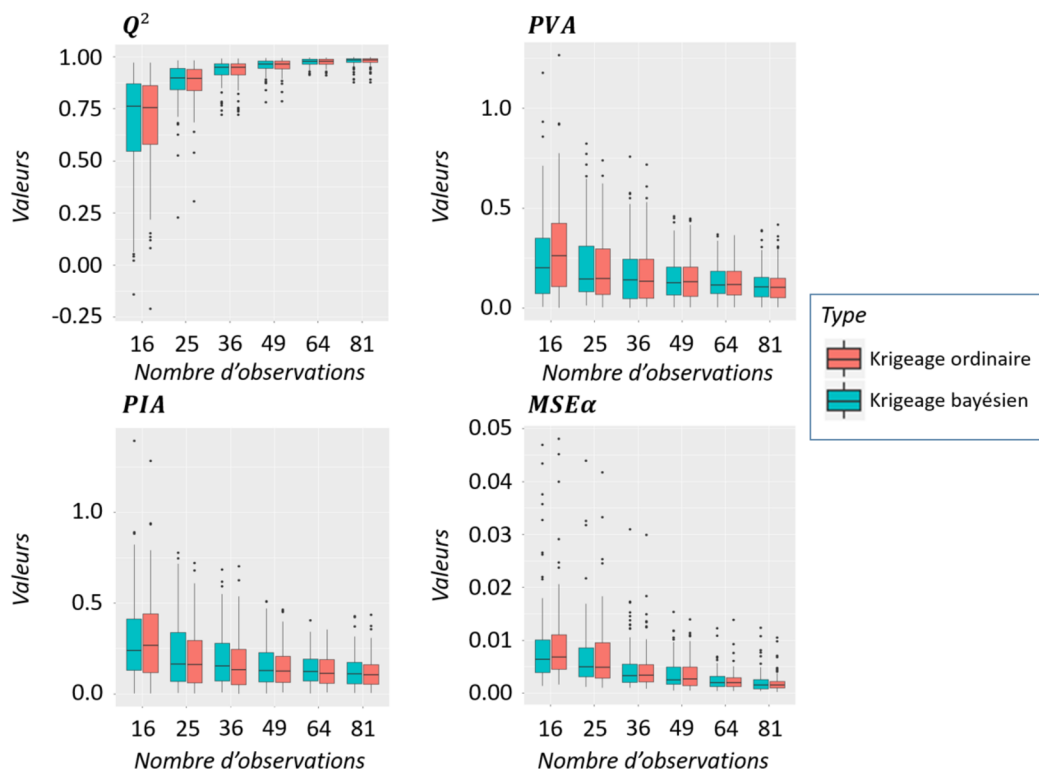 Q²
Valeurs
1.00
0.75
0.50
0.25
0.00
-0.25
16 25 36 49 64 81
Nombre d'observations
PVA
Valeurs
1.0
0.5
0.0
16 25 36 49 64 81
Nombre d'observations
Type
Krigeage ordinaire
Krigeage bayésien
PIA
Valeurs
1.0
0.5
0.0
16 25 36 49 64 81
Nombre d'observations
MSEα
Valeurs
0.05
0.04
0.03
0.02
0.01
0.00
16 25 36 49 64 81
Nombre d'observations